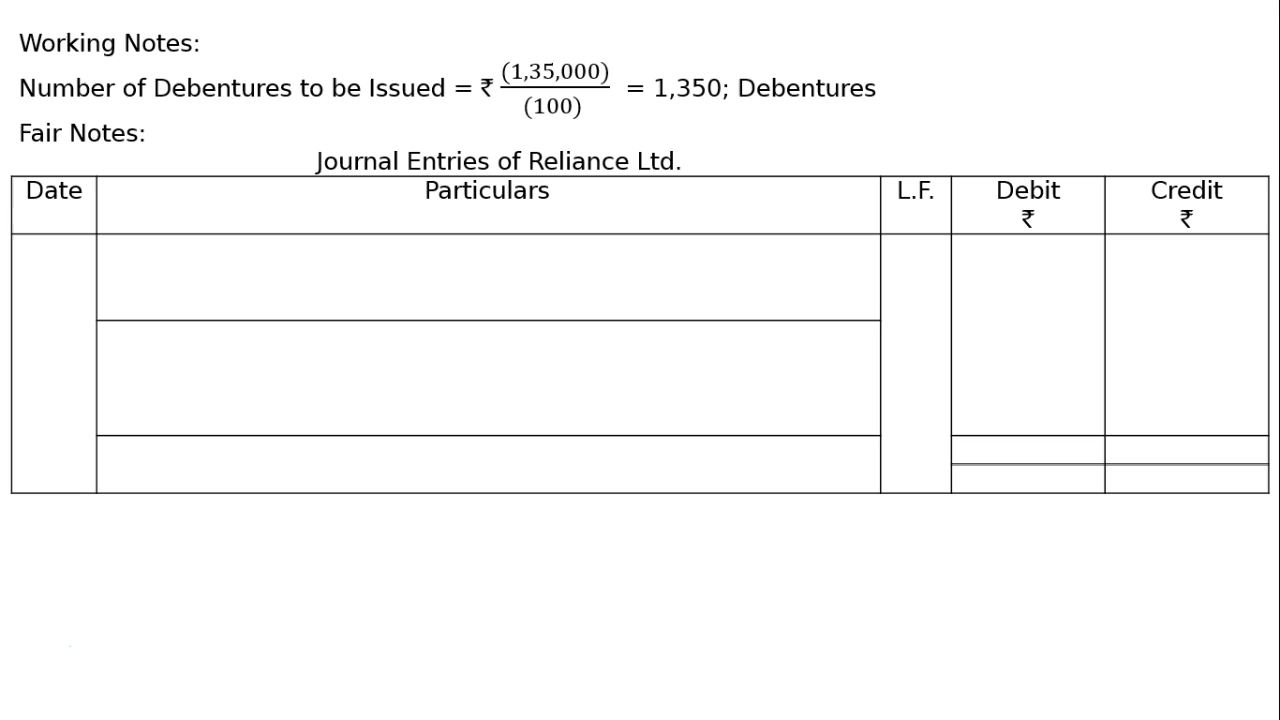 Working Notes:
Number of Debentures to be Issued = ₹ (1,35,000)/(100) = 1,350; Debentures
Fair Notes:
Journal Entries of Reliance Ltd.
Date Particulars L.F. Debit ₹ Credit ₹